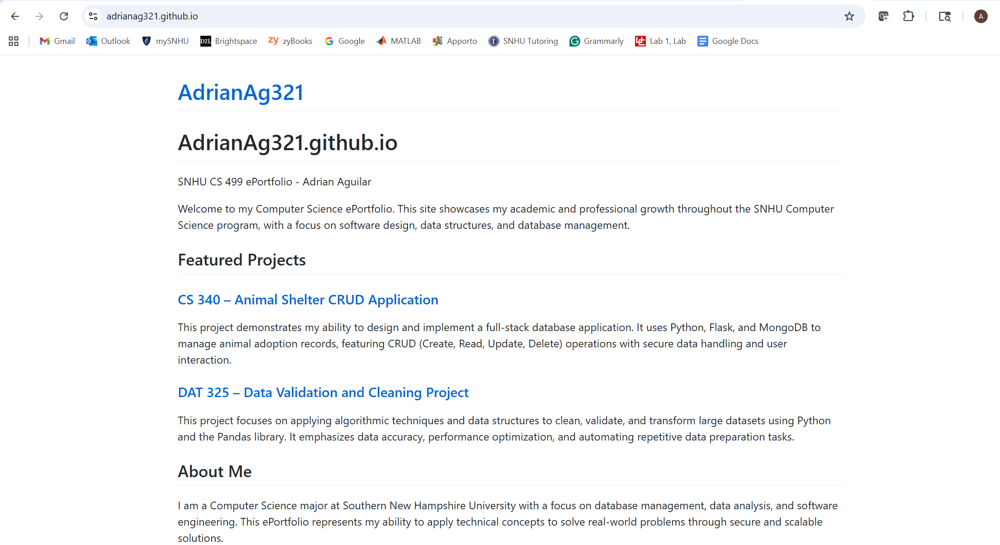 adrianag321.github.io
A
Gmail Outlook mySNHU D2L Brightspace zy zyBooks Google MATLAB Apporto SNHU Tutoring Grammarly Lab 1, Lab Google Docs
AdrianAg321
AdrianAg321.github.io
SNHU CS 499 ePortfolio - Adrian Aguilar
Welcome to my Computer Science ePortfolio. This site showcases my academic and professional growth throughout the SNHU Computer
Science program, with a focus on software design, data structures, and database management.
Featured Projects
CS 340 – Animal Shelter CRUD Application
This project demonstrates my ability to design and implement a full-stack database application. It uses Python, Flask, and MongoDB to
manage animal adoption records, featuring CRUD (Create, Read, Update, Delete) operations with secure data handling and user
interaction.
DAT 325 – Data Validation and Cleaning Project
This project focuses on applying algorithmic techniques and data structures to clean, validate, and transform large datasets using Python
and the Pandas library. It emphasizes data accuracy, performance optimization, and automating repetitive data preparation tasks.
About Me
I am a Computer Science major at Southern New Hampshire University with a focus on database management, data analysis, and software
engineering. This ePortfolio represents my ability to apply technical concepts to solve real-world problems through secure and scalable
solutions.